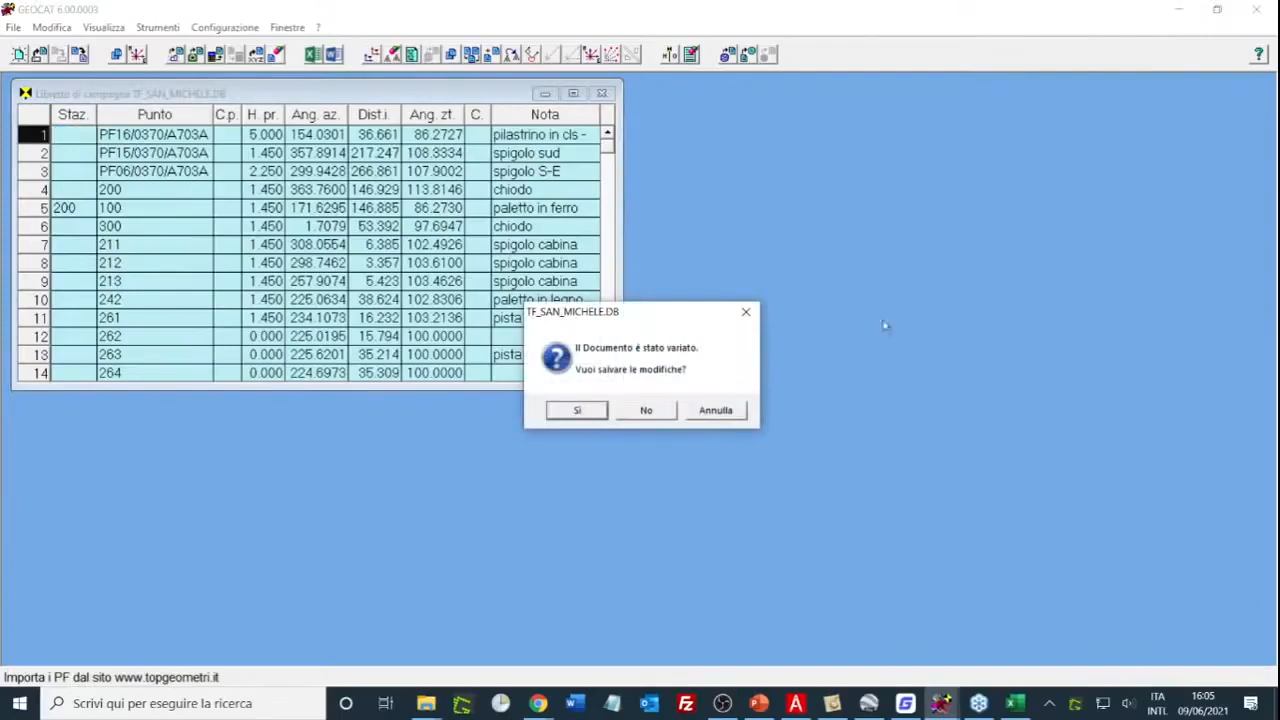 GEOCAT 6.00.0003
File Modifica Visualizza Strumenti Configurazione Finestre ?
Libretto di campagna TF_SAN_MICHELE.DB
Staz. Punto C.p. H. pr. Ang. az. Dist.i. Ang. zt. C. Nota
1 PF16/0370/A703A 5.000 154.0301 36.661 86.2727 pilastrino in cls -
2 PF15/0370/A703A 1.450 357.8914 217.247 108.3334 spigolo sud
3 PF06/0370/A703A 2.250 299.9428 266.861 107.9002 spigolo S-E
4 200 1.450 363.7600 146.929 113.8146 chiodo
5 200 100 1.450 171.6295 146.885 86.2730 paletto in ferro
6 300 1.450 1.7079 53.392 97.6947 chiodo
7 211 1.450 308.0554 6.385 102.4926 spigolo cabina
8 212 1.450 298.7462 3.357 103.6100 spigolo cabina
9 213 1.450 257.9074 5.423 103.4626 spigolo cabina
10 242 1.450 225.0634 38.624 102.8306 paletto in legno
11 261 1.450 234.1073 16.232 103.2136 pista
12 262 0.000 225.0195 15.794 100.0000
13 263 0.000 225.6201 35.214 100.0000 pista
14 264 0.000 224.6973 35.309 100.0000
TF_SAN_MICHELE.DB
Il Documento è stato variato.
Vuoi salvare le modifiche?
Sì No Annulla
Importa i PF dal sito www.topgeometri.it
Scrivi qui per eseguire la ricerca
ITA 16:05
INTL 09/06/2021